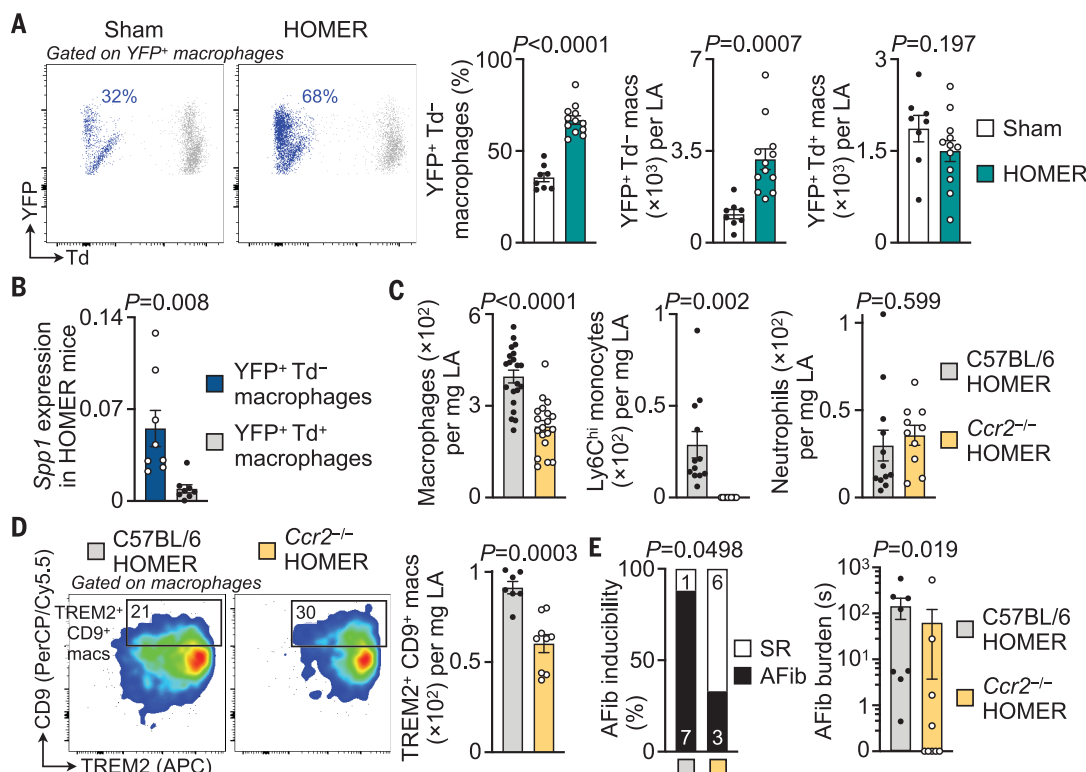 A
Sham
HOMER
Gated on YFP⁺ macrophages
32%
68%
YFP
Td
YFP⁺ Td⁻
macrophages (%)
P<0.0001
100
50
0
YFP⁺ Td⁻ macs
(×10³) per LA
P=0.0007
7
3.5
0
YFP⁺ Td⁺ macs
(×10³) per LA
P=0.197
3
1.5
0
Sham
HOMER
B
Spp1 expression
in HOMER mice
P=0.008
0.14
0.07
0
YFP⁺ Td⁻
macrophages
YFP⁺ Td⁺
macrophages
C
Macrophages (×10²)
per mg LA
P<0.0001
6
3
0
Ly6Cʰⁱ monocytes
(×10²) per mg LA
P=0.002
1
0.5
0
Neutrophils (×10²)
per mg LA
P=0.599
1
0.5
0
C57BL/6
HOMER
Ccr2⁻/⁻
HOMER
D
C57BL/6
HOMER
Ccr2⁻/⁻
HOMER
Gated on macrophages
TREM2⁺
CD9⁺
macs
21
30
CD9 (PerCP/Cy5.5)
TREM2 (APC)
TREM2⁺ CD9⁺ macs
(×10²) per mg LA
P=0.0003
1
0.5
0
E
AFib inducibility
(%)
P=0.0498
100
50
0
1
6
7
3
SR
AFib
AFib burden (s)
P=0.019
10³
10²
10¹
1
0
C57BL/6
HOMER
Ccr2⁻/⁻
HOMER